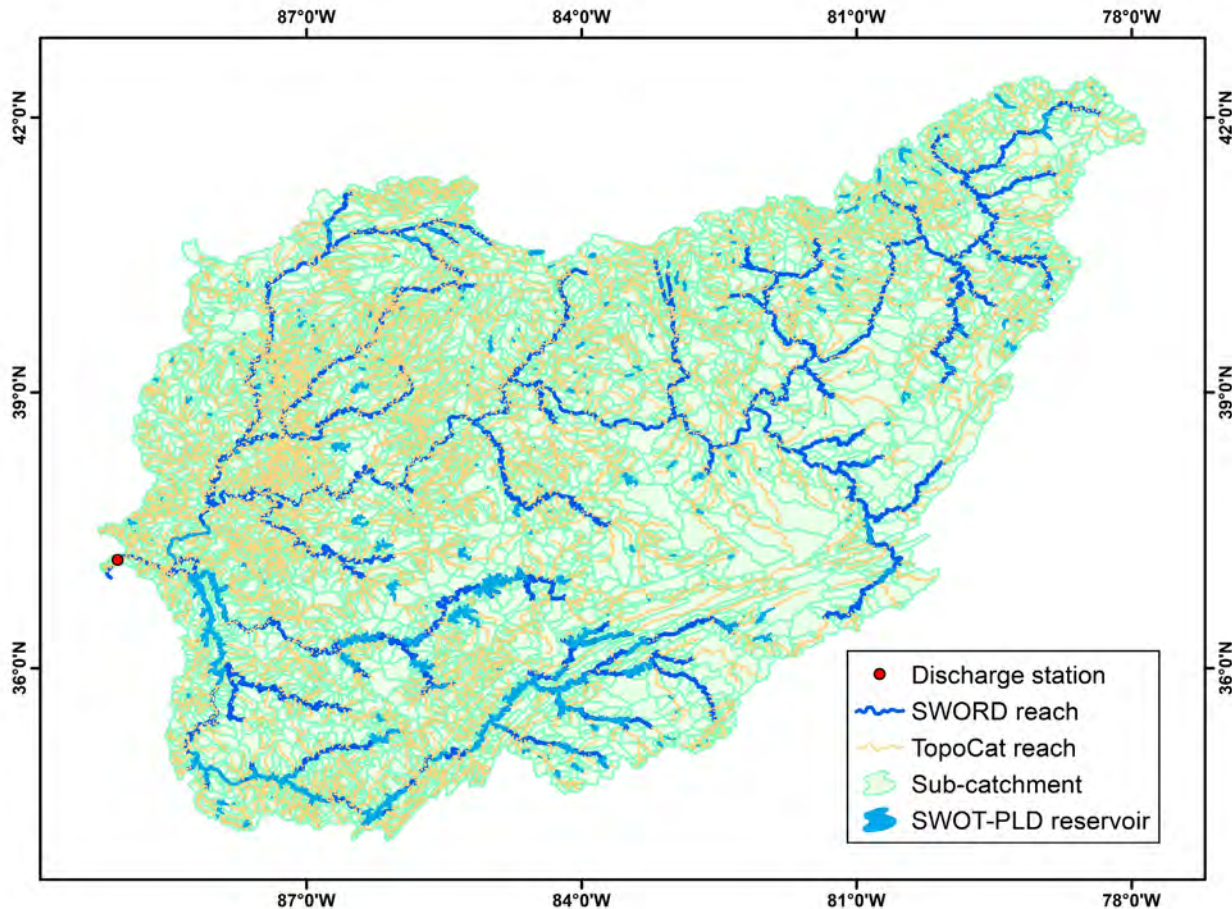 87°0'W 84°0'W 81°0'W 78°0'W
42°0'N 42°0'N
39°0'N 39°0'N
36°0'N 36°0'N
Discharge station
SWORD reach
TopoCat reach
Sub-catchment
SWOT-PLD reservoir
87°0'W 84°0'W 81°0'W 78°0'W